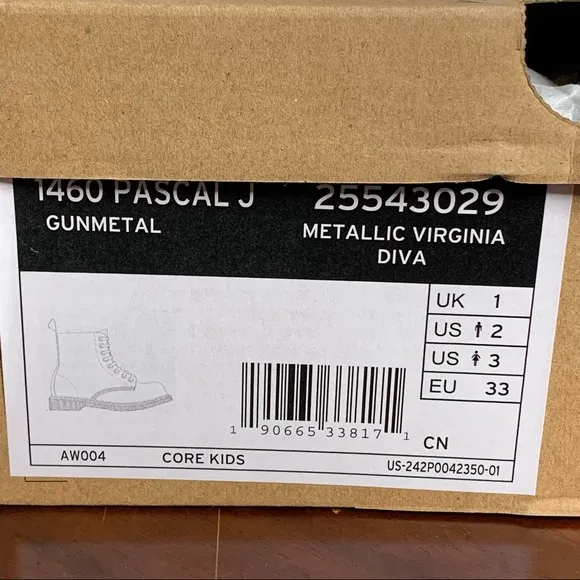 1460 PASCAL J 25543029
GUNMETAL METALLIC VIRGINIA
DIVA
UK 1
US 2
US 3
EU 33
1 90665 33817 1
CN
AW004 CORE KIDS US-242P0042350-01